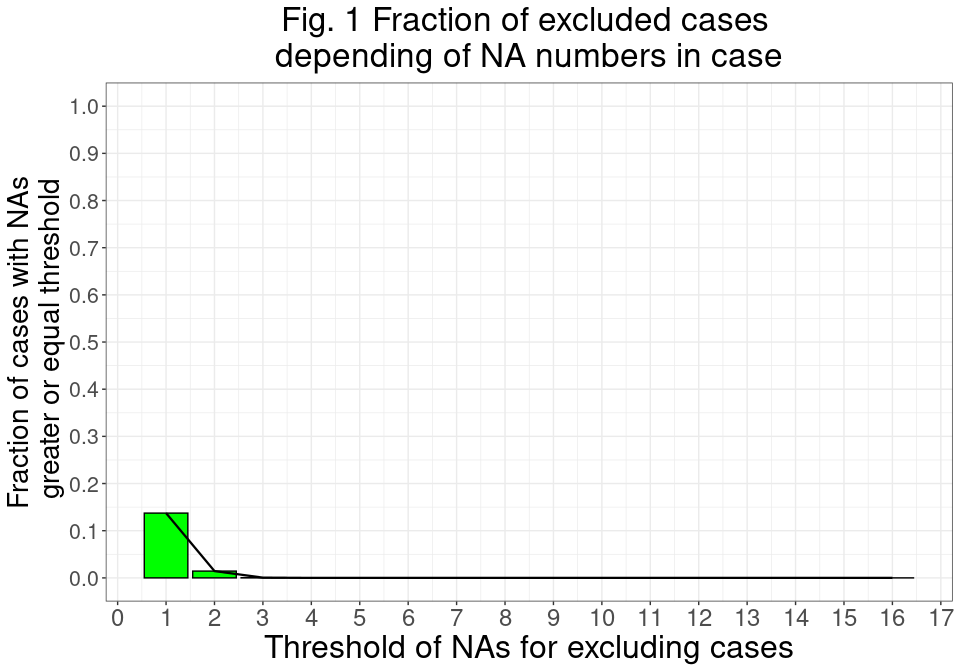 Fig. 1 Fraction of excluded cases
depending of NA numbers in case
Fraction of cases with NAs
greater or equal threshold
1.0
0.9
0.8
0.7
0.6
0.5
0.4
0.3
0.2
0.1
0.0
0 1 2 3 4 5 6 7 8 9 10 11 12 13 14 15 16 17
Threshold of NAs for excluding cases